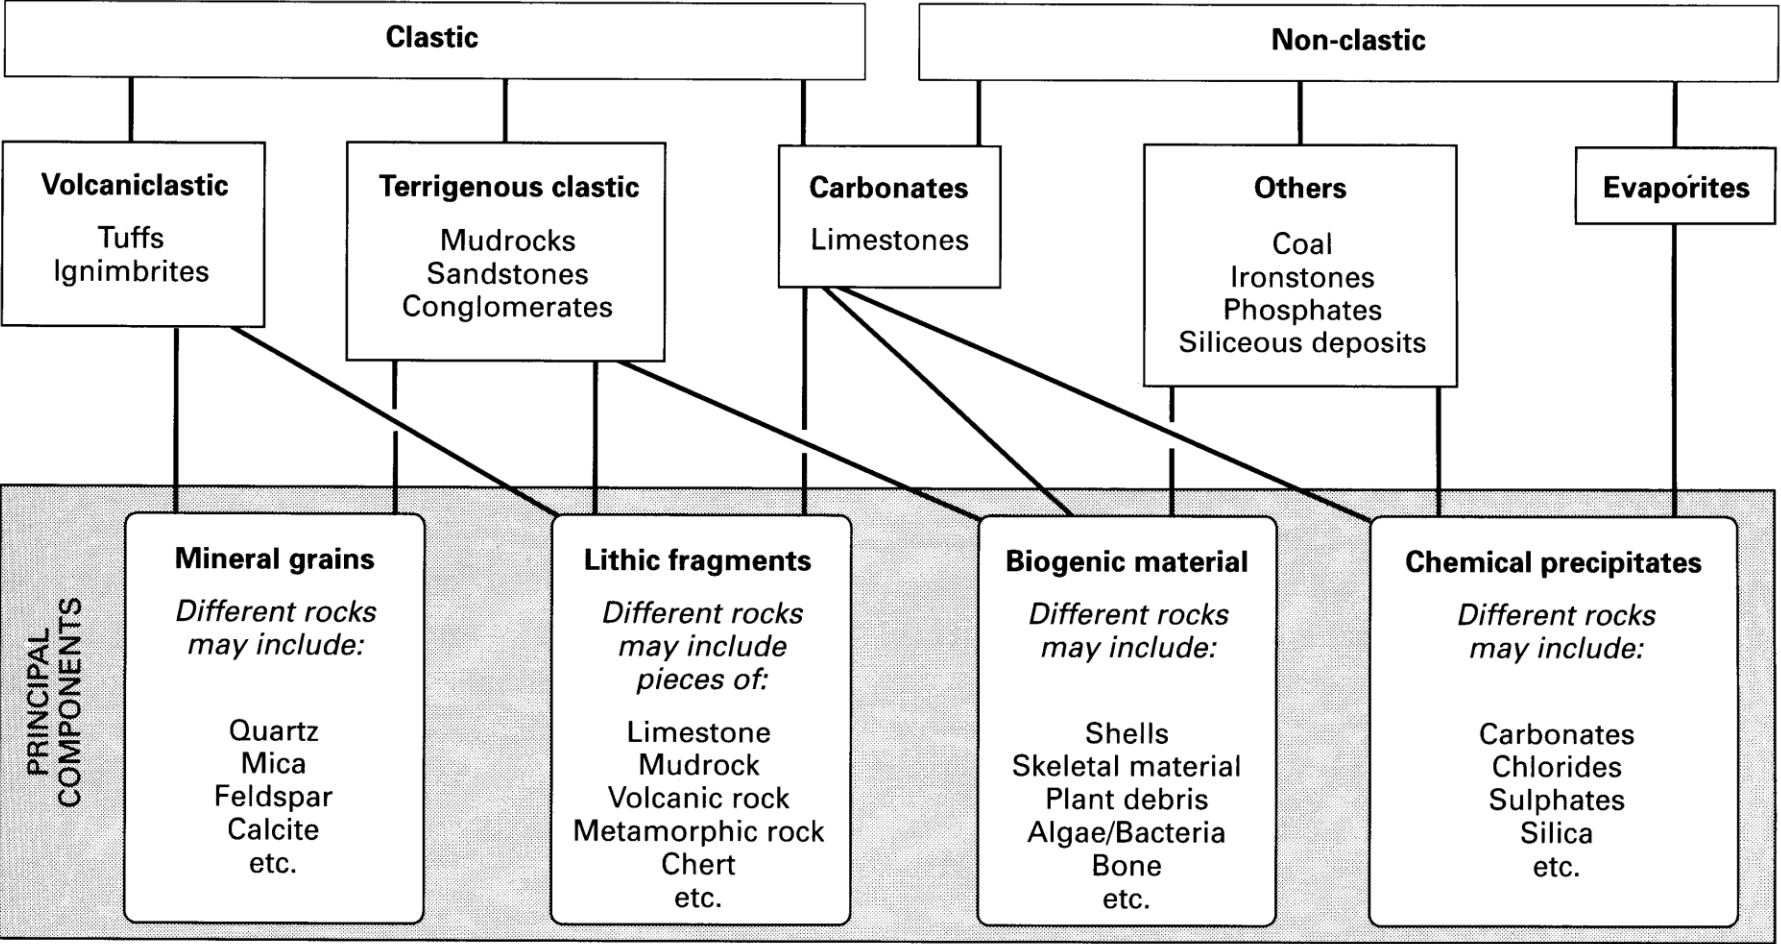 Clastic
Non-clastic
Volcaniclastic
Tuffs
Ignimbrites
Terrigenous clastic
Mudrocks
Sandstones
Conglomerates
Carbonates
Limestones
Others
Coal
Ironstones
Phosphates
Siliceous deposits
Evaporites
PRINCIPAL
COMPONENTS
Mineral grains
Different rocks
may include:
Quartz
Mica
Feldspar
Calcite
etc.
Lithic fragments
Different rocks
may include
pieces of:
Limestone
Mudrock
Volcanic rock
Metamorphic rock
Chert
etc.
Biogenic material
Different rocks
may include:
Shells
Skeletal material
Plant debris
Algae/Bacteria
Bone
etc.
Chemical precipitates
Different rocks
may include:
Carbonates
Chlorides
Sulphates
Silica
etc.